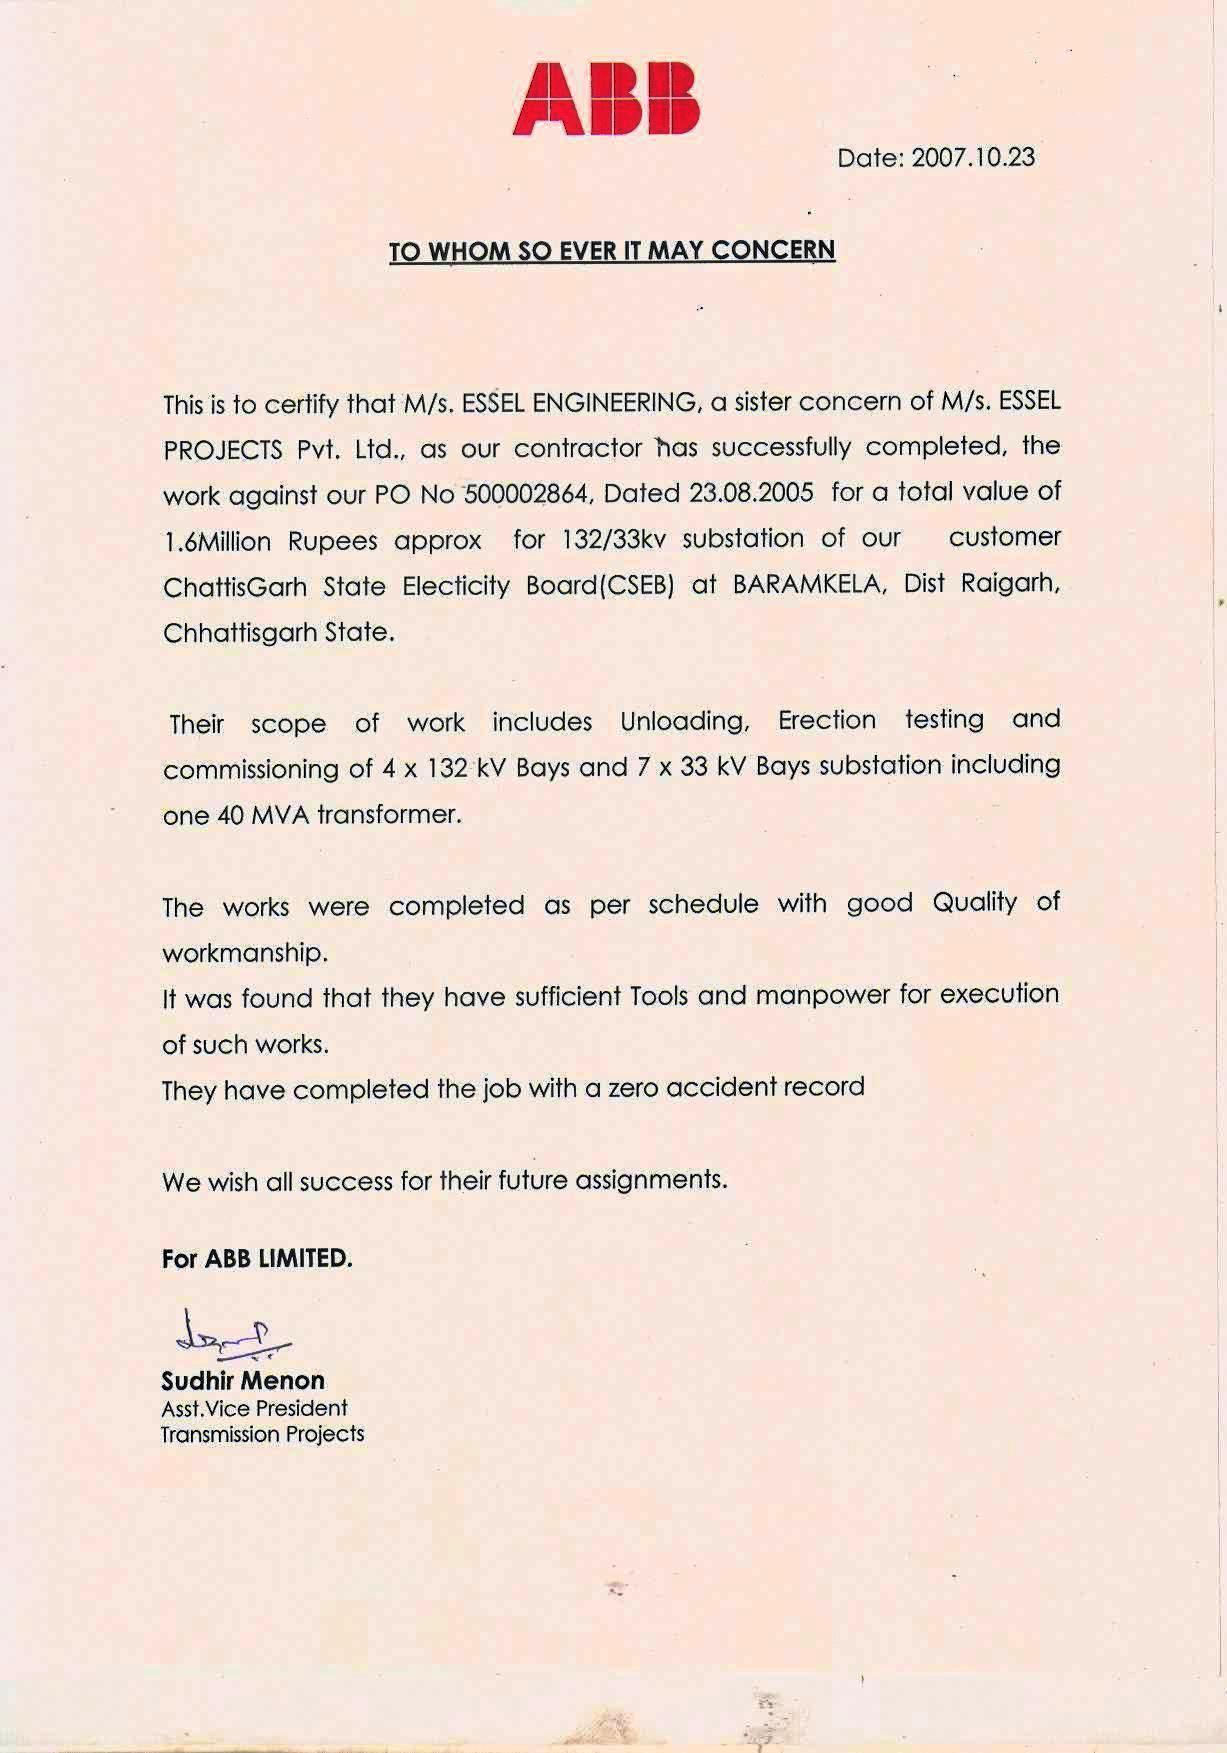 ABB
Date: 2007.10.23
TO WHOM SO EVER IT MAY CONCERN
This is to certify that M/s. ESSEL ENGINEERING, a sister concern of M/s. ESSEL
PROJECTS Pvt. Ltd., as our contractor has successfully completed, the
work against our PO No 500002864, Dated 23.08.2005 for a total value of
1.6Million Rupees approx for 132/33kv substation of our customer
ChattisGarh State Electicity Board(CSEB) at BARAMKELA, Dist Raigarh,
Chhattisgarh State.
Their scope of work includes Unloading, Erection testing and
commissioning of 4 x 132 kV Bays and 7 x 33 kV Bays substation including
one 40 MVA transformer.
The works were completed as per schedule with good Quality of
workmanship.
It was found that they have sufficient Tools and manpower for execution
of such works.
They have completed the job with a zero accident record
We wish all success for their future assignments.
For ABB LIMITED.
Sudhir Menon
Asst.Vice President
Transmission Projects